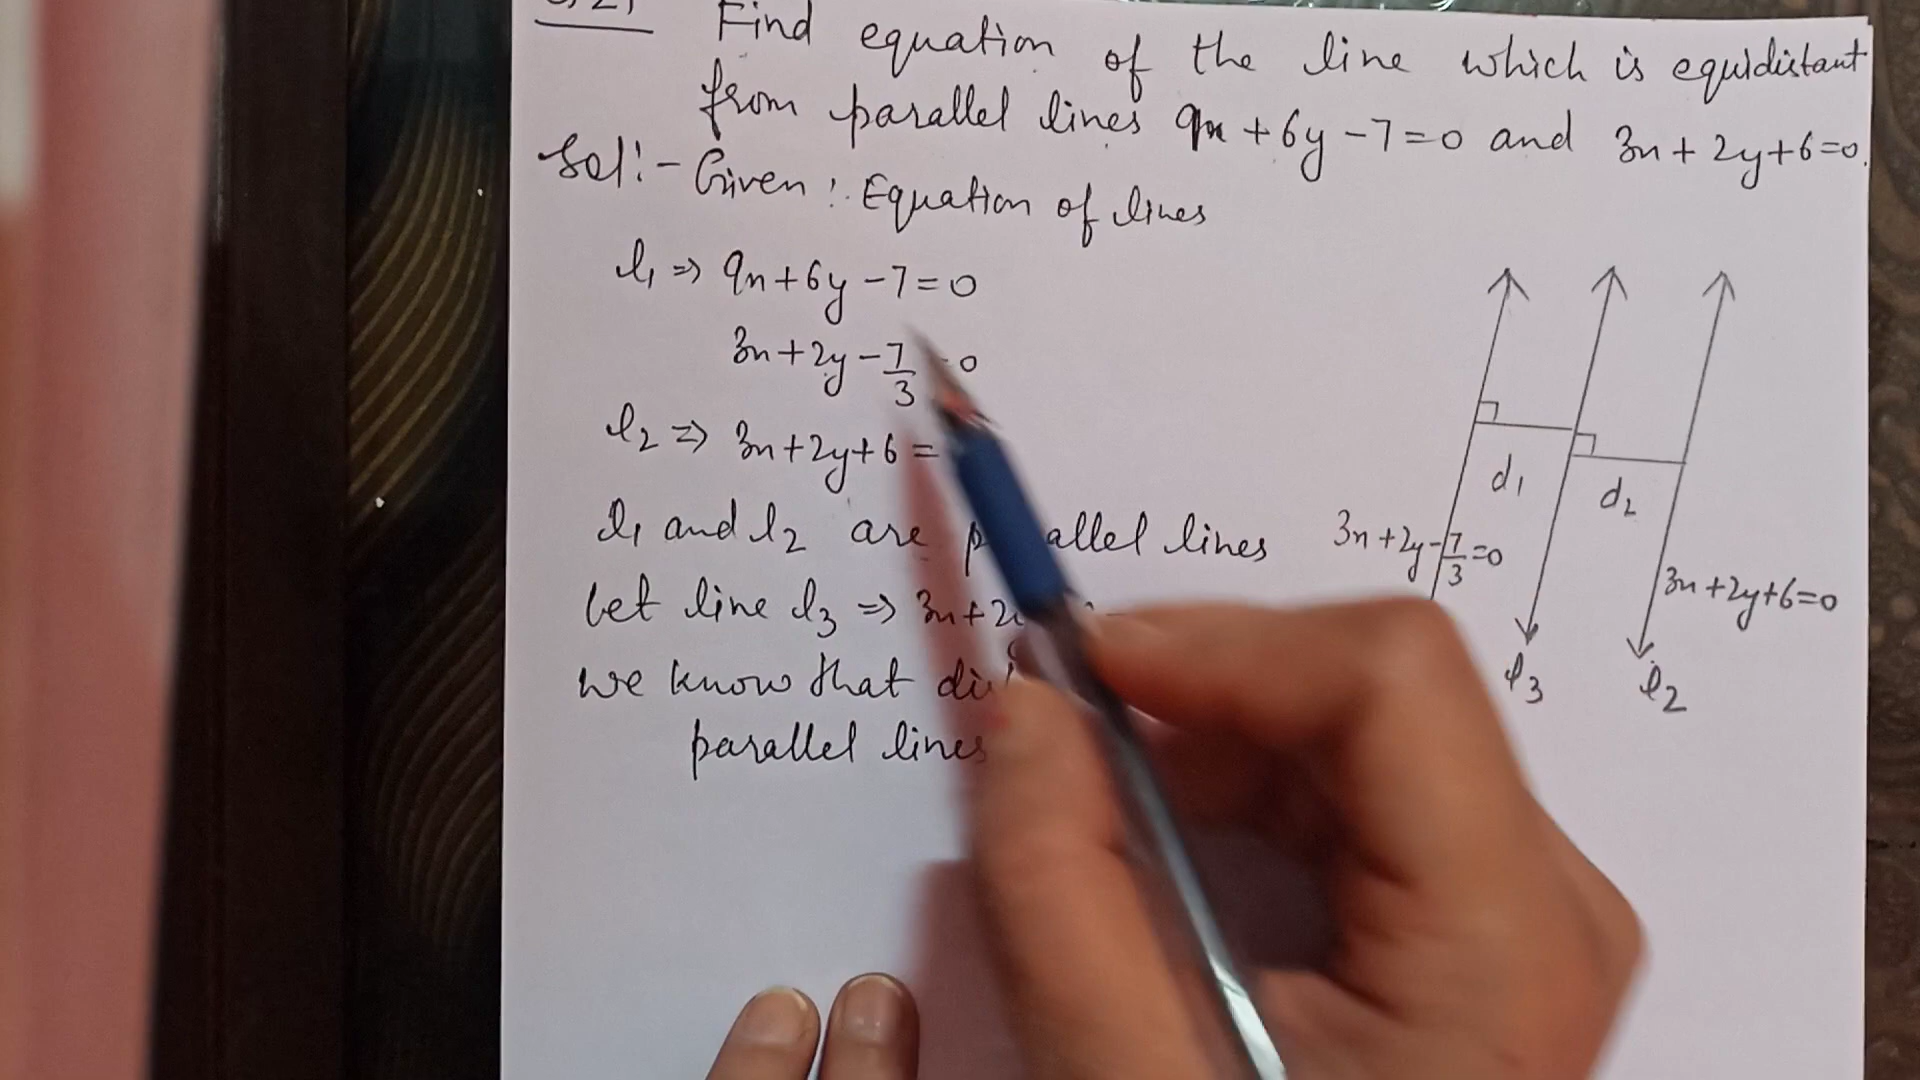 Find equation of the line which is equidistant
from parallel lines 9x + 6y - 7 = 0 and 3x + 2y + 6 = 0.
Sol:- Given: Equation of lines
l₁ ⇒ 9x + 6y - 7 = 0
3x + 2y - 7/3 = 0
l₂ ⇒ 3x + 2y + 6 =
l₁ and l₂ are parallel lines
let line l₃ ⇒ 3x + 2
we know that
parallel lines
d₁
d₂
3x + 2y - 7/3 = 0
3x + 2y + 6 = 0
l₃
l₂